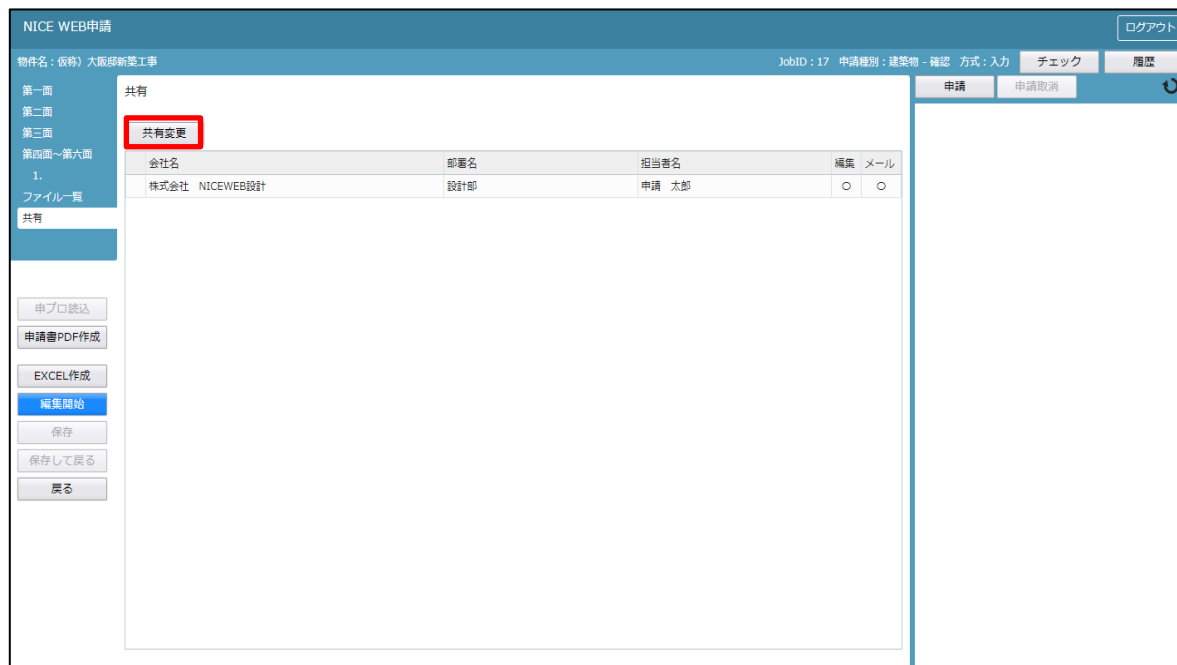 NICE WEB申請
ログアウト
物件名：仮称）大阪邸新築工事
JobID：17 申請種別：建築物 - 確認 方式：入力
チェック
履歴
第一面
第二面
第三面
第四面～第六面
1.
ファイル一覧
共有
共有
共有変更
会社名 部署名 担当者名 編集 メール
株式会社 NICEWEB設計 設計部 申請 太郎 ○ ○
申請
申請取消
申プロ読込
申請書PDF作成
EXCEL作成
編集開始
保存
保存して戻る
戻る